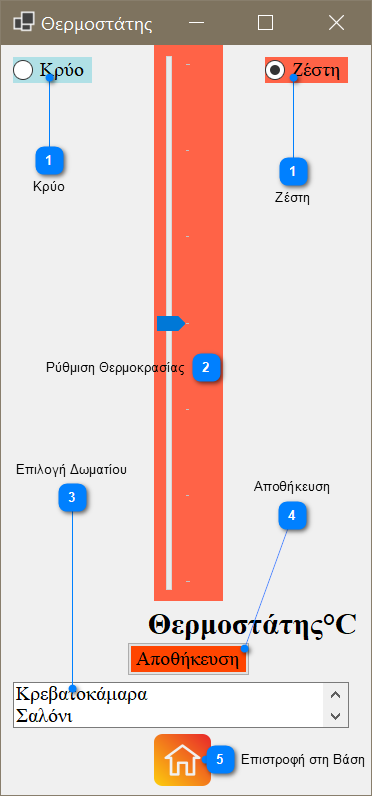 Θερμοστάτης
Κρύο
Ζέστη
1
1
Κρύο
Ζέστη
Ρύθμιση Θερμοκρασίας 2
Επιλογή Δωματίου
3
Αποθήκευση
4
Θερμοστάτης°C
Αποθήκευση
Κρεβατοκάμαρα
Σαλόνι
5 Επιστροφή στη Βάση